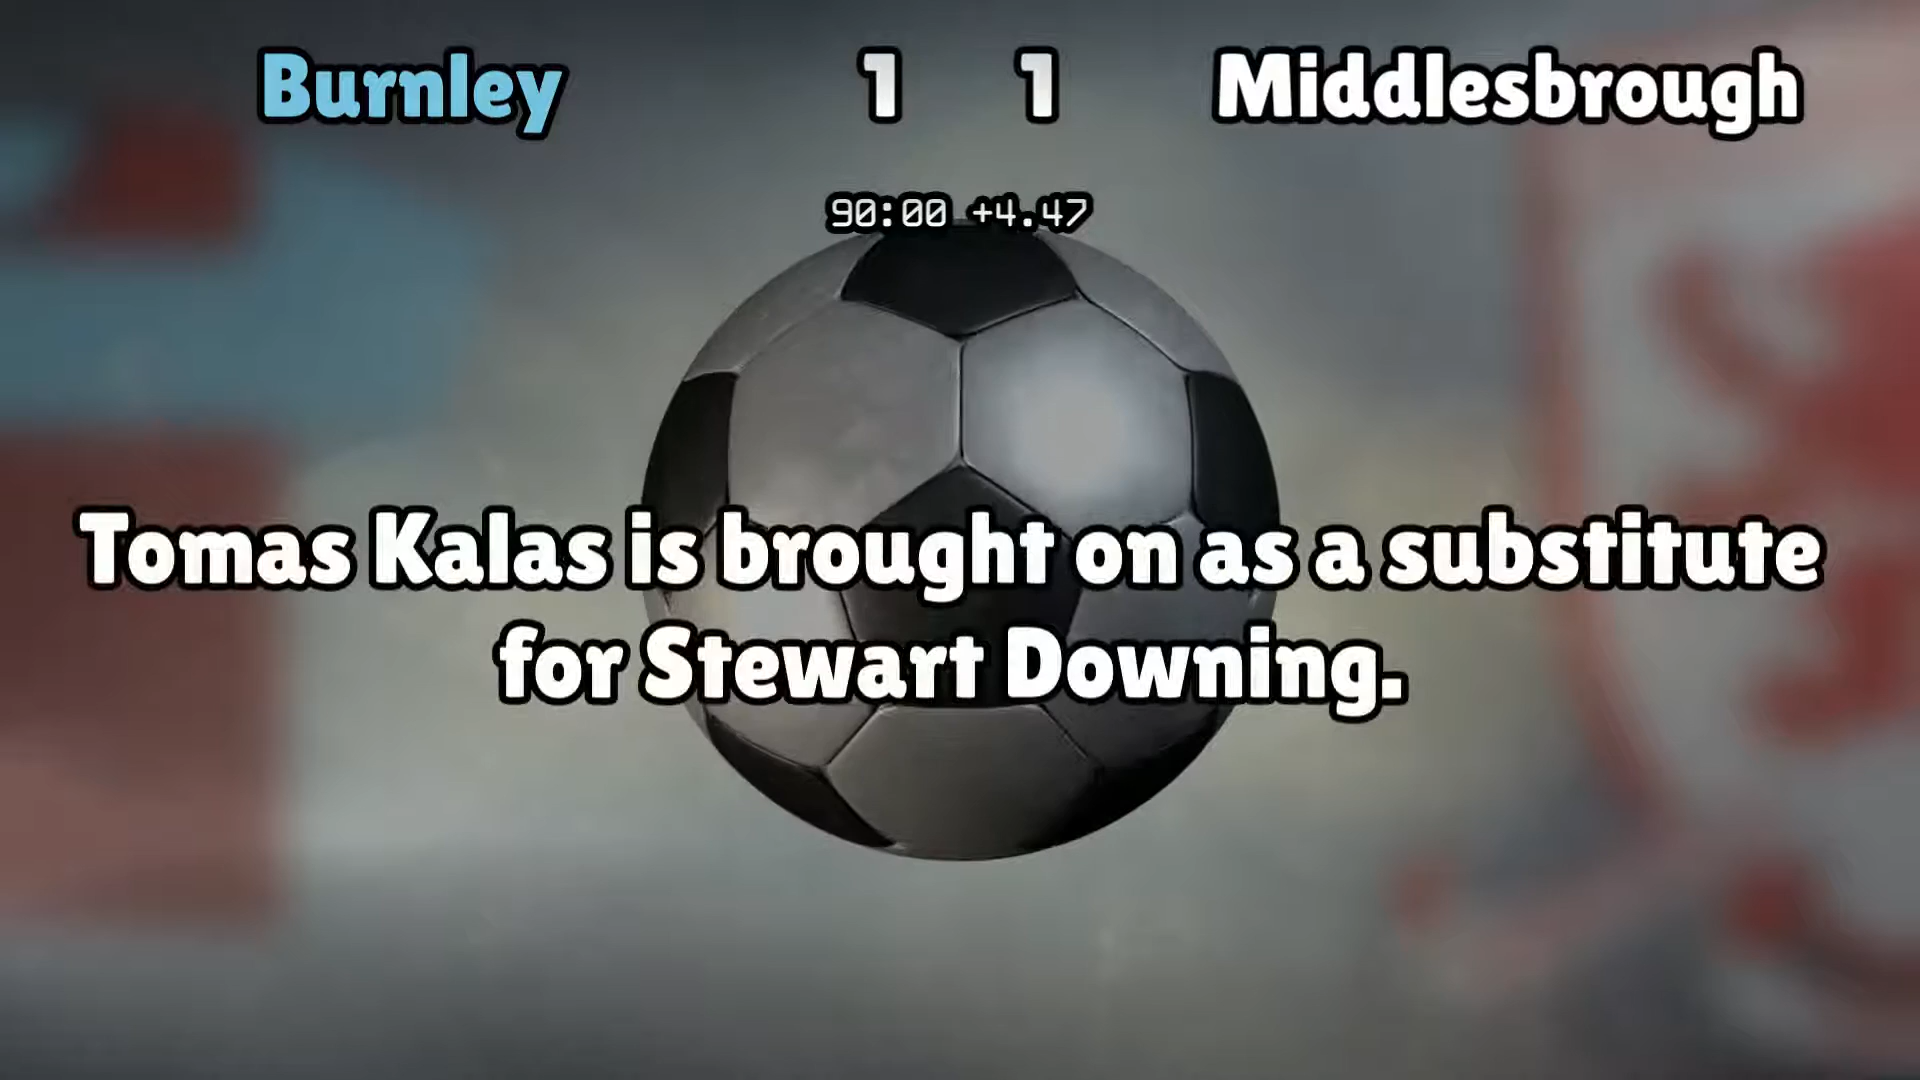 Burnley 1 1 Middlesbrough
90:00 +4.47
Tomas Kalas is brought on as a substitute
for Stewart Downing.